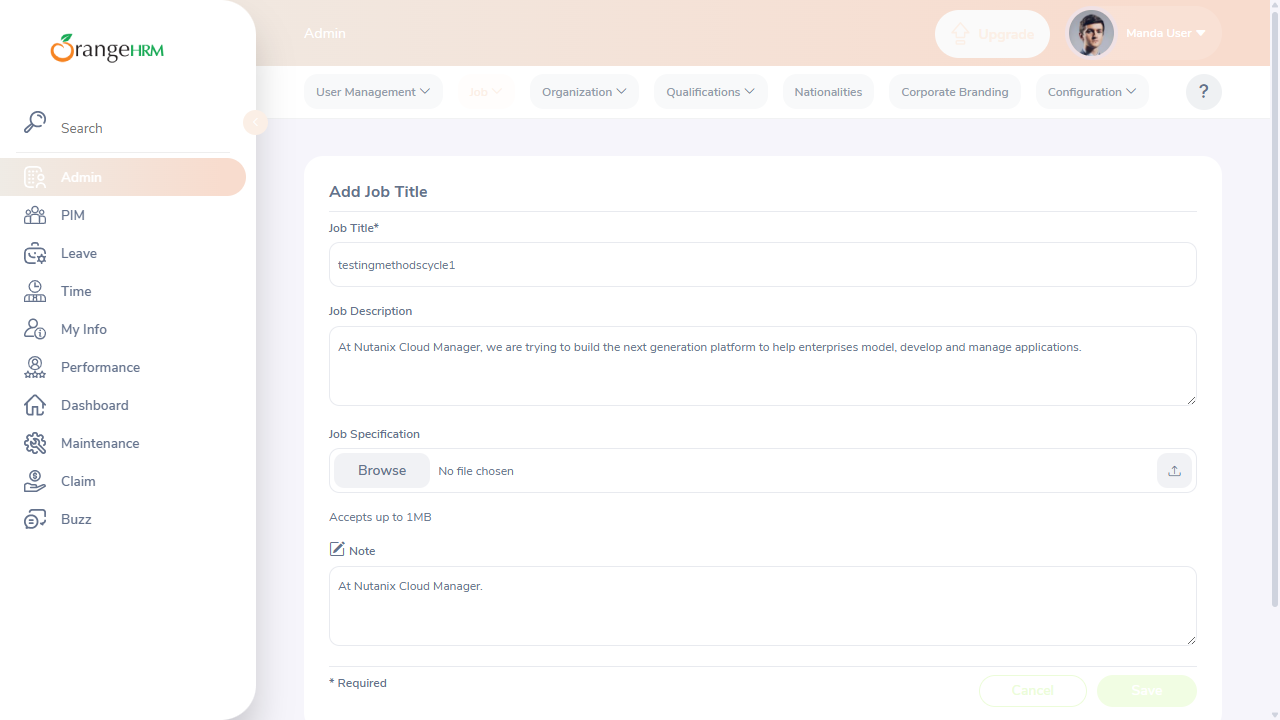 OrangeHRM
Search
Admin
PIM
Leave
Time
My Info
Performance
Dashboard
Maintenance
Claim
Buzz
Admin
Upgrade
Manda User
User Management
Job
Organization
Qualifications
Nationalities
Corporate Branding
Configuration
?
Add Job Title
Job Title*
testingmethodscycle1
Job Description
At Nutanix Cloud Manager, we are trying to build the next generation platform to help enterprises model, develop and manage applications.
Job Specification
Browse No file chosen
Accepts up to 1MB
Note
At Nutanix Cloud Manager.
* Required
Cancel
Save